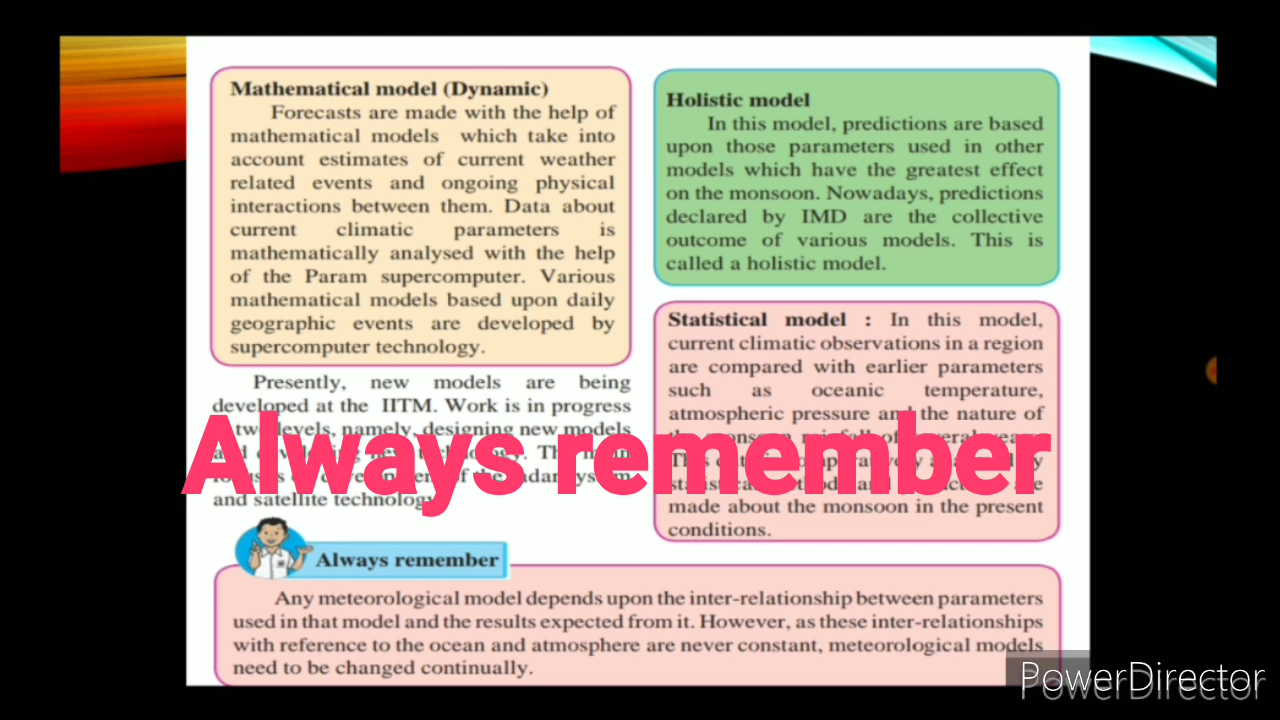 Mathematical model (Dynamic)
Forecasts are made with the help of
mathematical models which take into
account estimates of current weather
related events and ongoing physical
interactions between them. Data about
current climatic parameters is
mathematically analysed with the help
of the Param supercomputer. Various
mathematical models based upon daily
geographic events are developed by
supercomputer technology.
Presently, new models are being
developed at the IITM. Work is in progress
two levels, namely, designing new models
and satellite technology
Holistic model
In this model, predictions are based
upon those parameters used in other
models which have the greatest effect
on the monsoon. Nowadays, predictions
declared by IMD are the collective
outcome of various models. This is
called a holistic model.
Statistical model : In this model,
current climatic observations in a region
are compared with earlier parameters
such as oceanic temperature,
atmospheric pressure and the nature of
made about the monsoon in the present
conditions.
Always remember
Always remember
Any meteorological model depends upon the inter-relationship between parameters
used in that model and the results expected from it. However, as these inter-relationships
with reference to the ocean and atmosphere are never constant, meteorological models
need to be changed continually.
PowerDirector